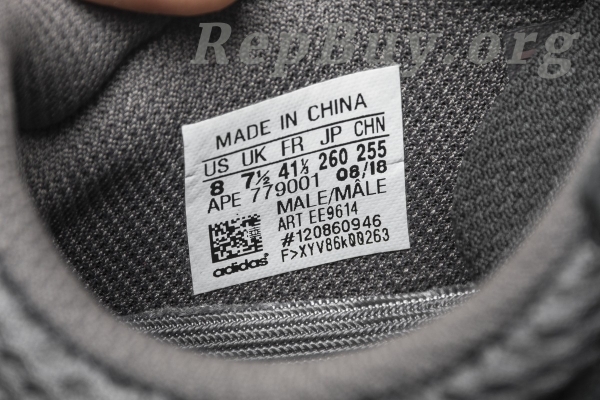 RepBuy.org
MADE IN CHINA
US UK FR JP CHN
8 7½ 41⅓ 260 255
APE 779001 08/18
MALE/MÂLE
ART EE9614
#120860946
F>XYV86k00263
adidas